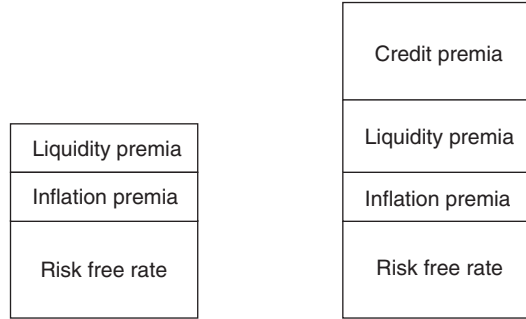 Liquidity premia
Inflation premia
Risk free rate
Credit premia
Liquidity premia
Inflation premia
Risk free rate